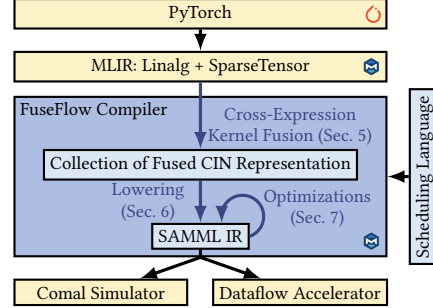 PyTorch
MLIR: Linalg + SparseTensor
FuseFlow Compiler
Cross-Expression
Kernel Fusion (Sec. 5)
Collection of Fused CIN Representation
Lowering
(Sec. 6)
Optimizations
(Sec. 7)
SAMML IR
Scheduling Language
Comal Simulator
Dataflow Accelerator